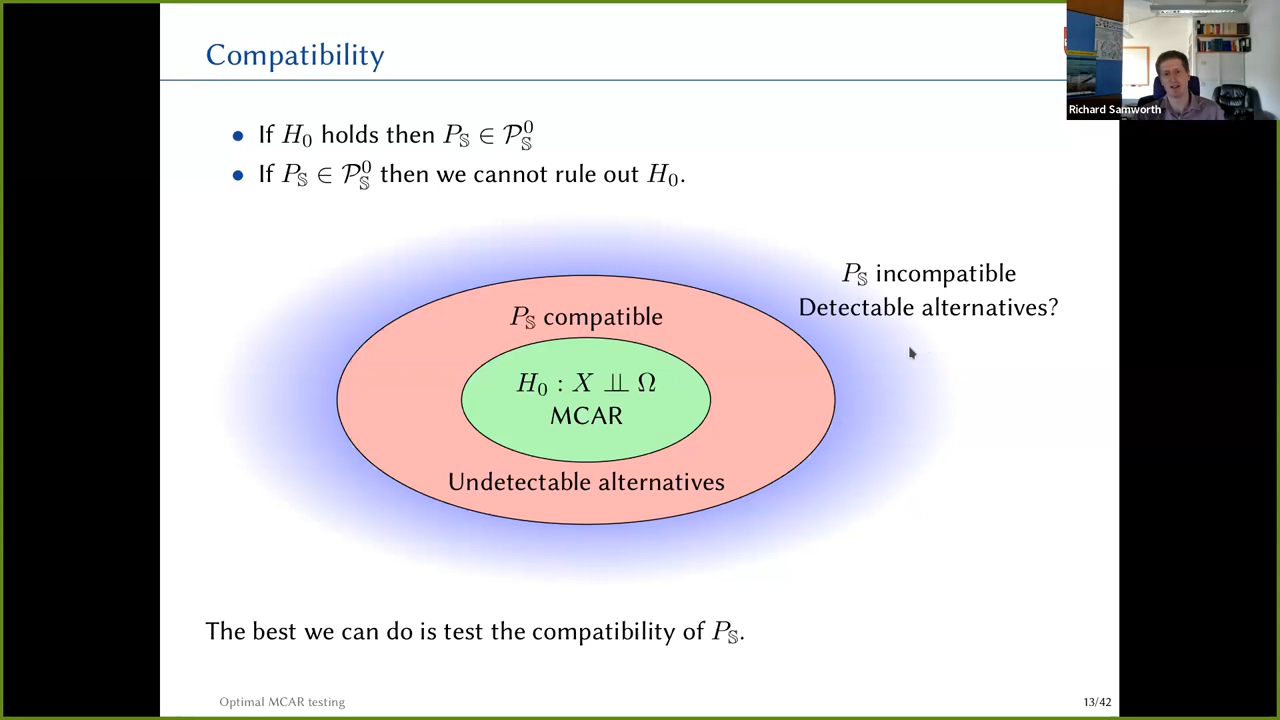 Compatibility
Richard Samworth
• If H₀ holds then P_𝕊 ∈ 𝒫⁰_𝕊
• If P_𝕊 ∈ 𝒫⁰_𝕊 then we cannot rule out H₀.
P_𝕊 incompatible
Detectable alternatives?
P_𝕊 compatible
H₀ : X ⫫ Ω
MCAR
Undetectable alternatives
The best we can do is test the compatibility of P_𝕊.
Optimal MCAR testing
13/42